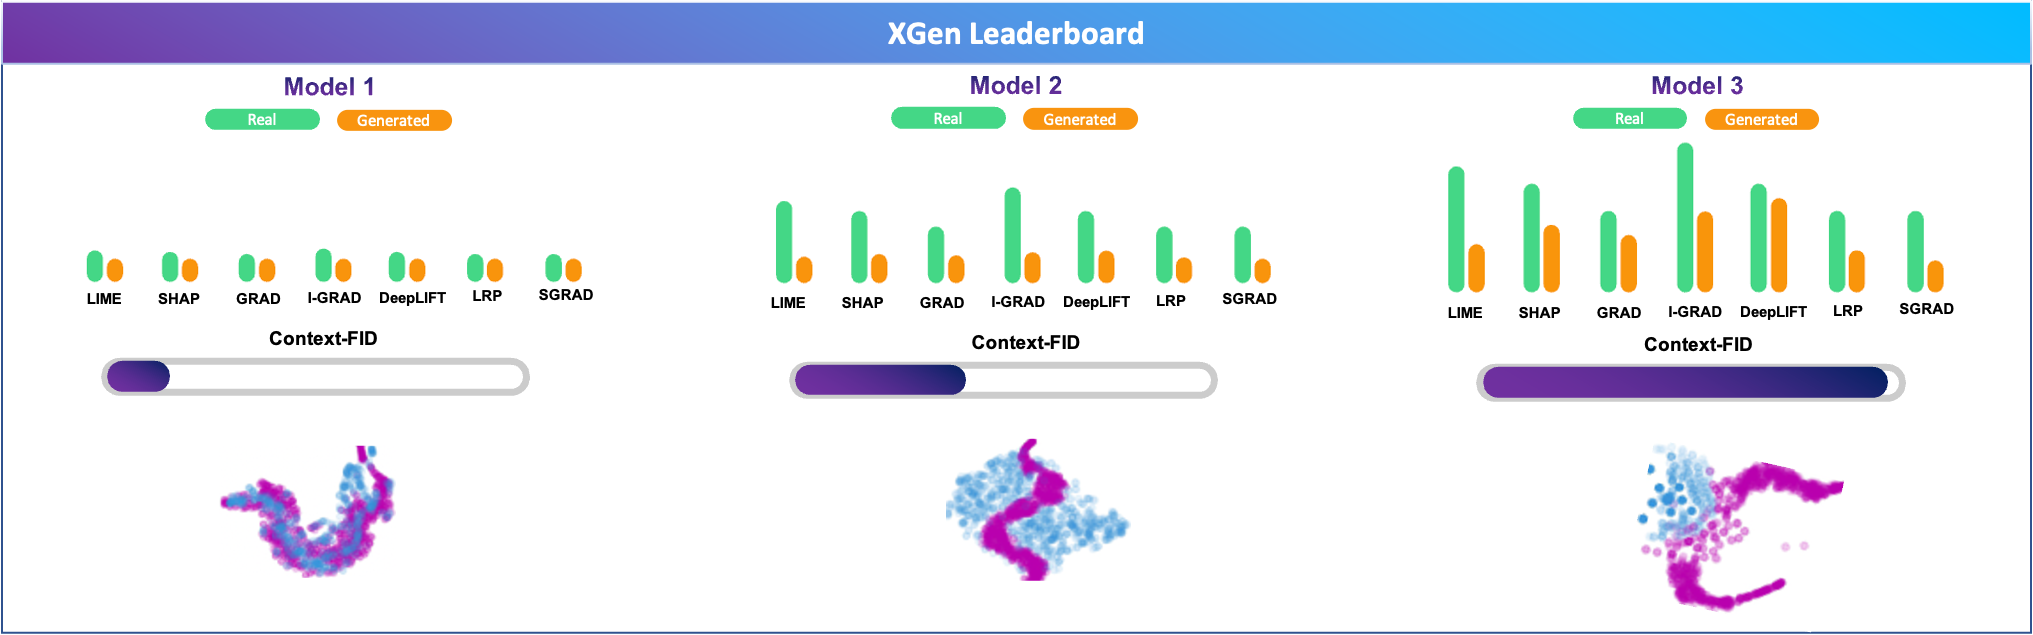 XGen Leaderboard
Model 1
Real Generated
LIME SHAP GRAD I-GRAD DeepLIFT LRP SGRAD
Context-FID
Model 2
Real Generated
LIME SHAP GRAD I-GRAD DeepLIFT LRP SGRAD
Context-FID
Model 3
Real Generated
LIME SHAP GRAD I-GRAD DeepLIFT LRP SGRAD
Context-FID